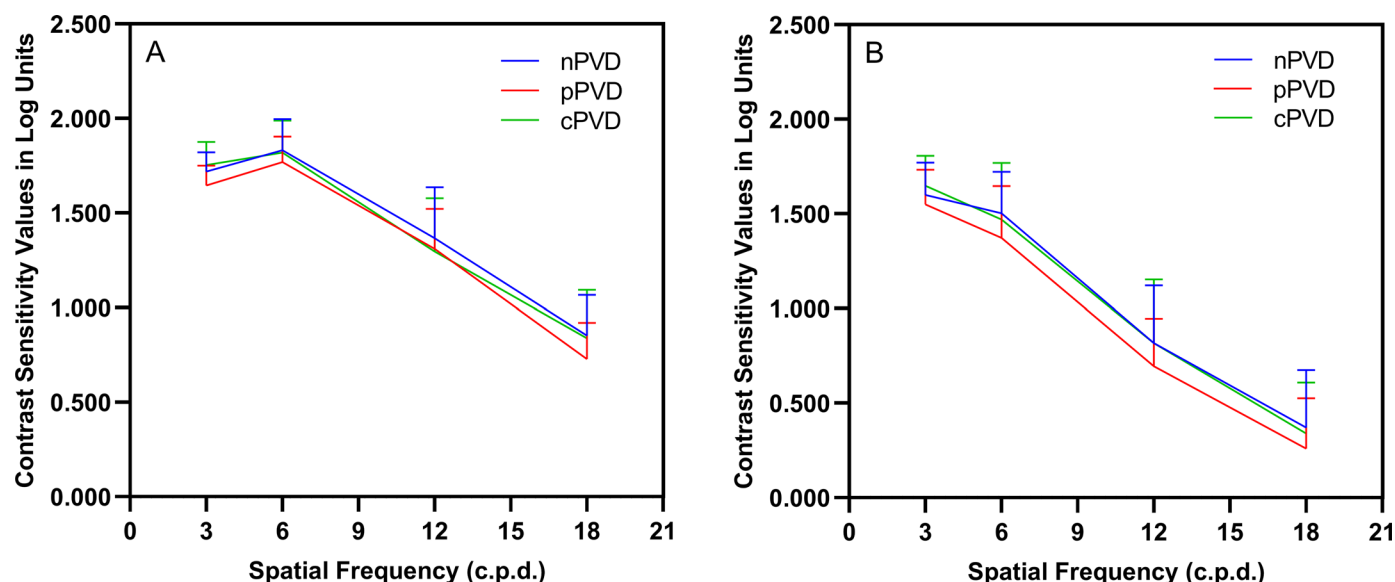 A
Contrast Sensitivity Values in Log Units
2.500
2.000
1.500
1.000
0.500
0.000
nPVD
pPVD
cPVD
0 3 6 9 12 15 18 21
Spatial Frequency (c.p.d.)
B
Contrast Sensitivity Values in Log Units
2.500
2.000
1.500
1.000
0.500
0.000
nPVD
pPVD
cPVD
0 3 6 9 12 15 18 21
Spatial Frequency (c.p.d.)